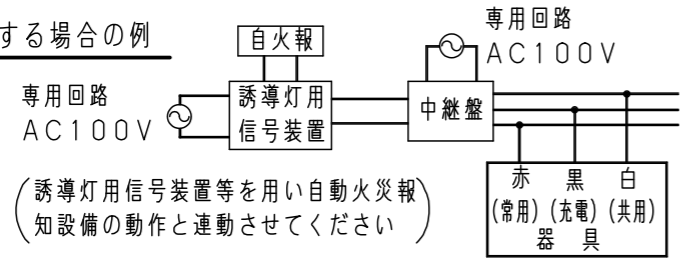 する場合の例
自火報
専用回路
AC100V
専用回路
AC100V
誘導灯用
信号装置
中継盤
赤 黒 白
(常用)(充電)(共用)
器具
(誘導灯用信号装置等を用い自動火災報
知設備の動作と連動させてください)